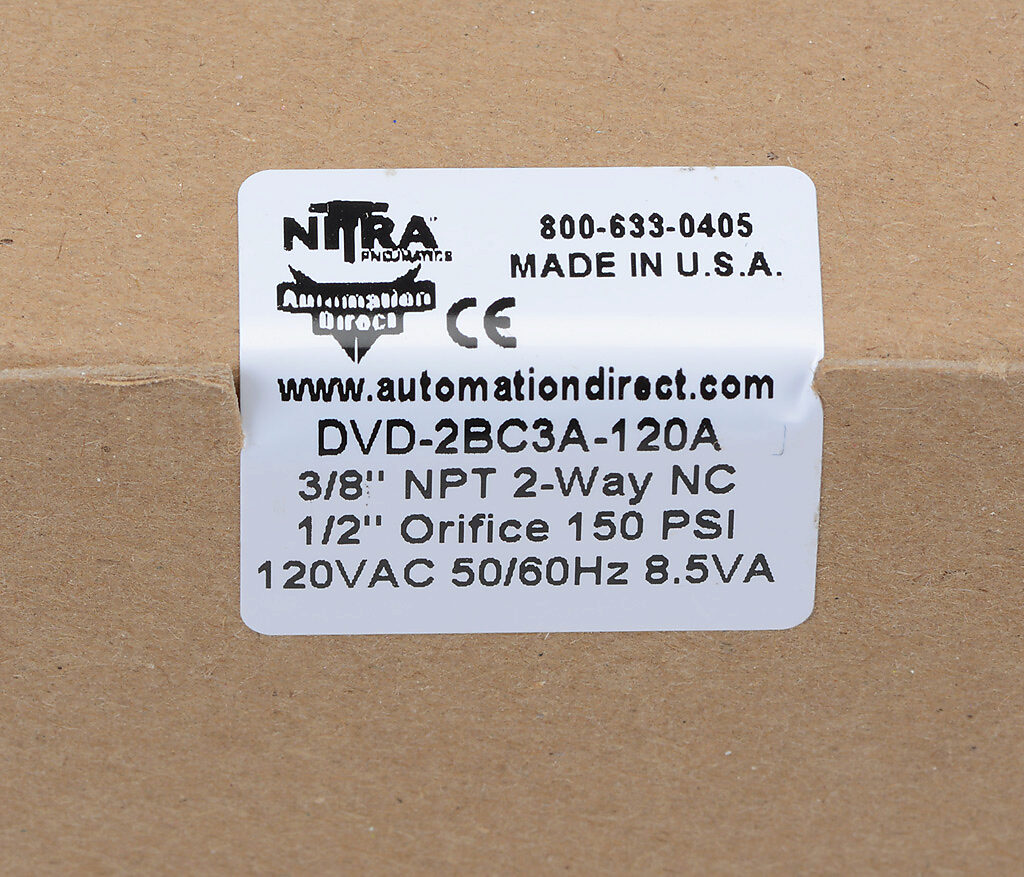 NITRA
PNEUMATICS
800-633-0405
MADE IN U.S.A.
Automation
Direct
CE
www.automationdirect.com
DVD-2BC3A-120A
3/8" NPT 2-Way NC
1/2" Orifice 150 PSI
120VAC 50/60Hz 8.5VA